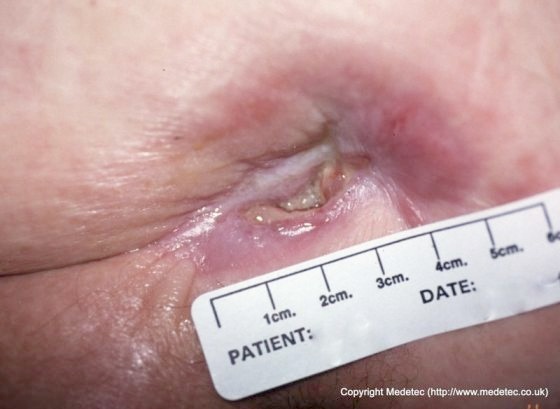 1cm. 2cm. 3cm. 4cm. 5cm.
PATIENT: DATE:
Copyright Medetec (http://www.medetec.co.uk)